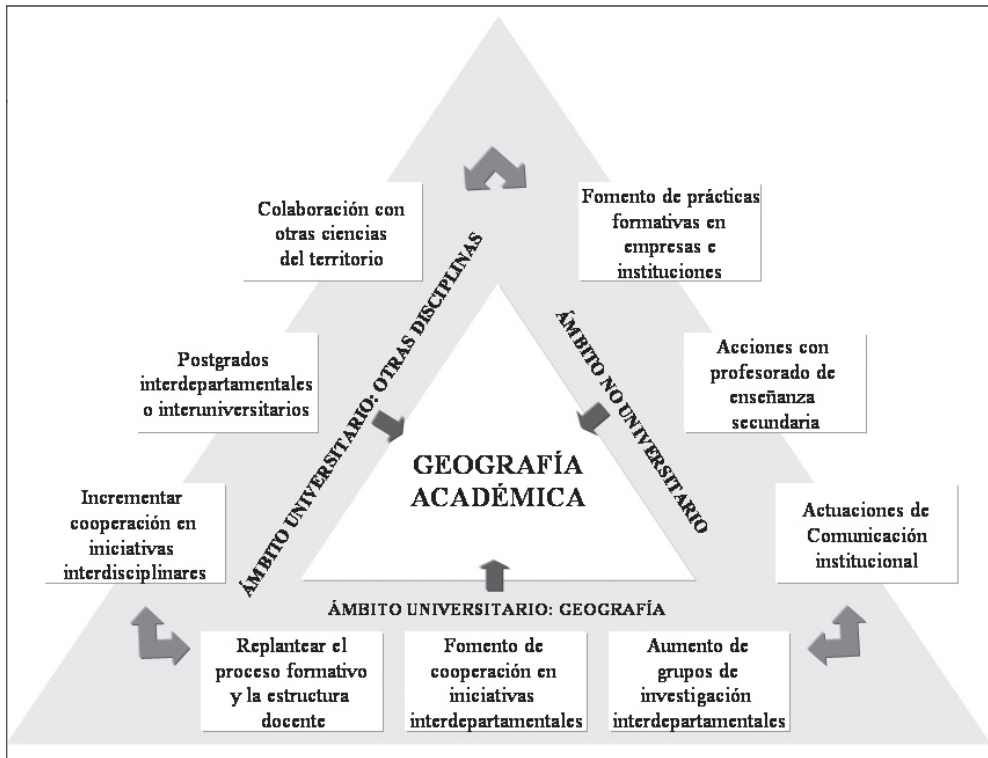 Colaboración con
otras ciencias
del territorio
Fomento de prácticas
formativas en
empresas e
instituciones
Postgrados
interdepartamentales
o interuniversitarios
ÁMBITO UNIVERSITARIO: OTRAS DISCIPLINAS
ÁMBITO NO UNIVERSITARIO
Acciones con
profesorado de
enseñanza
secundaria
GEOGRAFÍA
ACADÉMICA
Incrementar
cooperación en
iniciativas
interdisciplinares
Actuaciones de
Comunicación
institucional
ÁMBITO UNIVERSITARIO: GEOGRAFÍA
Replantear el
proceso formativo
y la estructura
docente
Fomento de
cooperación en
iniciativas
interdepartamentales
Aumento de
grupos de
investigación
interdepartamentales